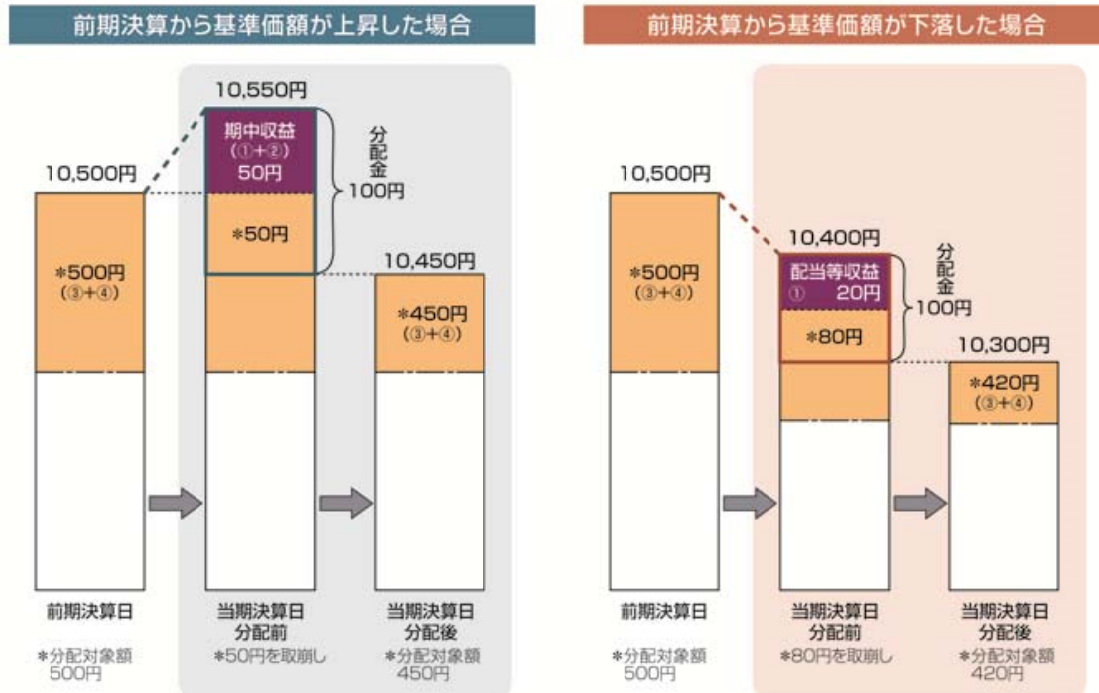 前期決算から基準価額が上昇した場合
10,550円
期中収益
(①+②)
50円
分配金
100円
10,500円
*50円
*500円
(③+④)
10,450円
*450円
(③+④)
前期決算日
当期決算日
分配前
当期決算日
分配後
*分配対象額
500円
*50円を取崩し
*分配対象額
450円
前期決算から基準価額が下落した場合
10,500円
*500円
(③+④)
10,400円
配当等収益
① 20円
分配金
100円
*80円
10,300円
*420円
(③+④)
前期決算日
当期決算日
分配前
当期決算日
分配後
*分配対象額
500円
*80円を取崩し
*分配対象額
420円